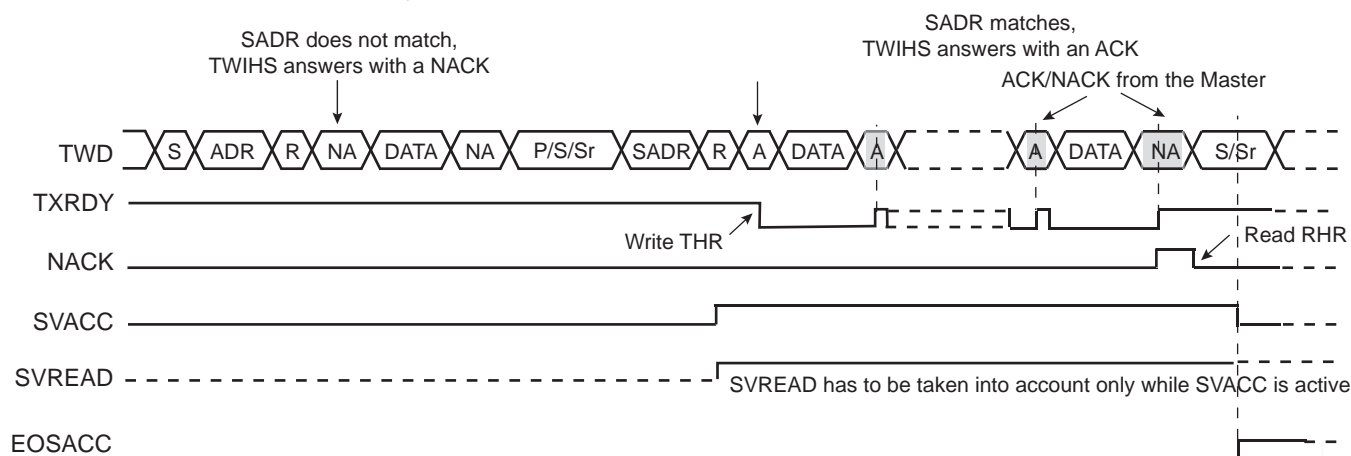 SADR does not match,
TWIHS answers with a NACK
SADR matches,
TWIHS answers with an ACK
ACK/NACK from the Master
TWD S ADR R NA DATA NA P/S/Sr SADR R A DATA A A DATA NA S/Sr
TXRDY
Write THR
Read RHR
NACK
SVACC
SVREAD
SVREAD has to be taken into account only while SVACC is active
EOSACC